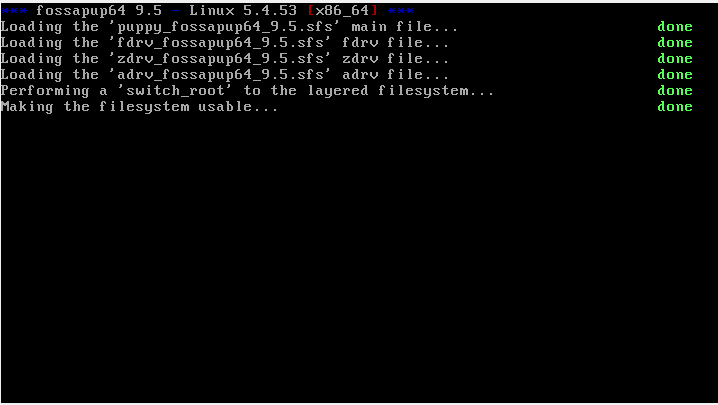 *** fossapup64 9.5 - Linux 5.4.53 [x86_64] ***
Loading the 'puppy_fossapup64_9.5.sfs' main file... done
Loading the 'fdrv_fossapup64_9.5.sfs' fdrv file... done
Loading the 'zdrv_fossapup64_9.5.sfs' zdrv file... done
Loading the 'adrv_fossapup64_9.5.sfs' adrv file... done
Performing a 'switch_root' to the layered filesystem... done
Making the filesystem usable... done